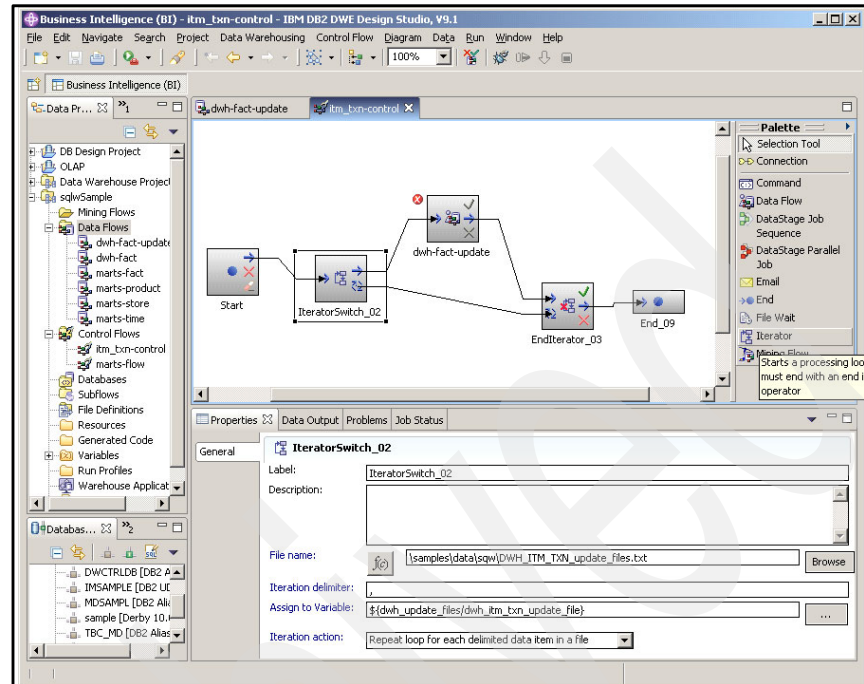 Business Intelligence (BI) - itm_txn-control - IBM DB2 DWE Design Studio, V9.1
File Edit Navigate Search Project Data Warehousing Control Flow Diagram Data Run Window Help
100%
Business Intelligence (BI)
Data Pr... »1
dwh-fact-update
itm_txn-control
DB Design Project
OLAP
Data Warehouse Project
sqlwSample
Mining Flows
Data Flows
dwh-fact-update
dwh-fact
marts-fact
marts-product
marts-store
marts-time
Control Flows
itm_txn-control
marts-flow
Databases
Subflows
File Definitions
Resources
Generated Code
Variables
Run Profiles
Warehouse Applicat
Start
IteratorSwitch_02
dwh-fact-update
EndIterator_03
End_09
Palette
Selection Tool
Connection
Command
Data Flow
DataStage Job
Sequence
DataStage Parallel
Job
Email
End
File Wait
Iterator
Mining Flow
Starts a processing loo
must end with an end i
operator
Properties Data Output Problems Job Status
General
IteratorSwitch_02
Label: IteratorSwitch_02
Description:
File name: f(c) \samples\data\sqw\DWH_ITM_TXN_update_files.txt Browse
Iteration delimiter: ,
Assign to Variable: ${dwh_update_files/dwh_itm_txn_update_file} ...
Iteration action: Repeat loop for each delimited data item in a file
Databas... »2
DWCTRLDB [DB2 A
IMSAMPLE [DB2 UD
MDSAMPL [DB2 Alia
sample [Derby 10.
TBC_MD [DB2 Alias